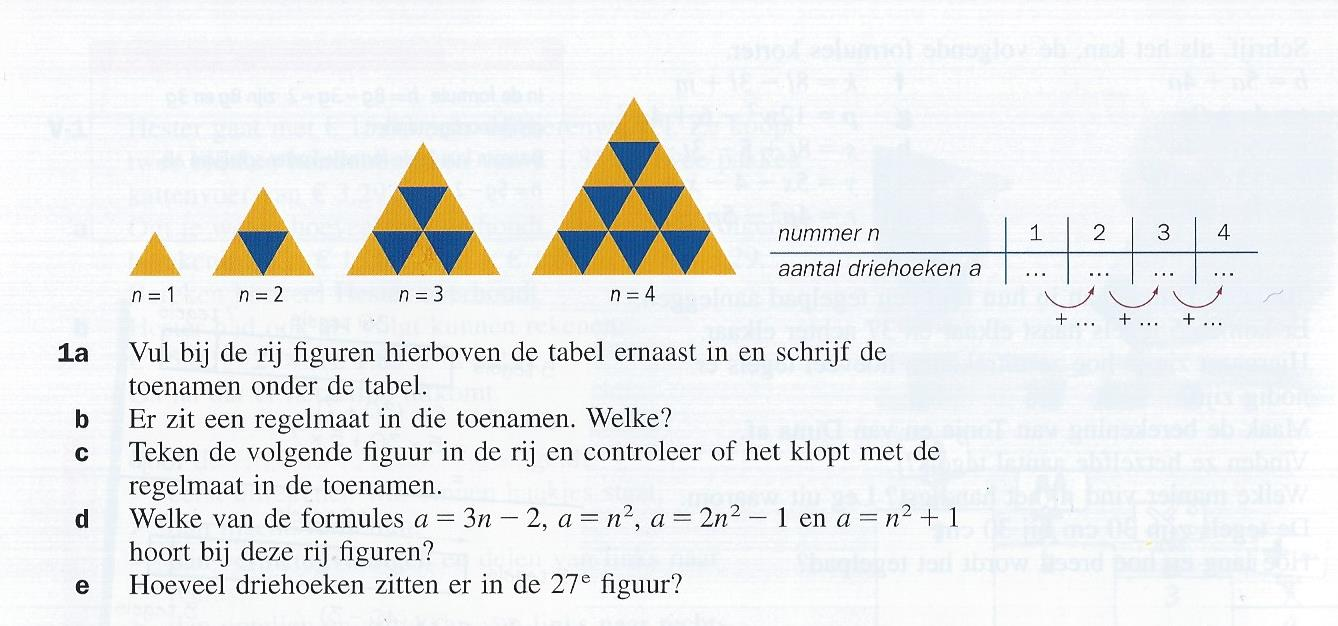 nummer n 1 2 3 4
aantal driehoeken a ... ... ... ...
n = 1 n = 2 n = 3 n = 4
+ ... + ... + ...
1a Vul bij de rij figuren hierboven de tabel ernaast in en schrijf de
toenamen onder de tabel.
b Er zit een regelmaat in die toenamen. Welke?
c Teken de volgende figuur in de rij en controleer of het klopt met de
regelmaat in de toenamen.
d Welke van de formules a = 3n − 2, a = n², a = 2n² − 1 en a = n² + 1
hoort bij deze rij figuren?
e Hoeveel driehoeken zitten er in de 27ᵉ figuur?